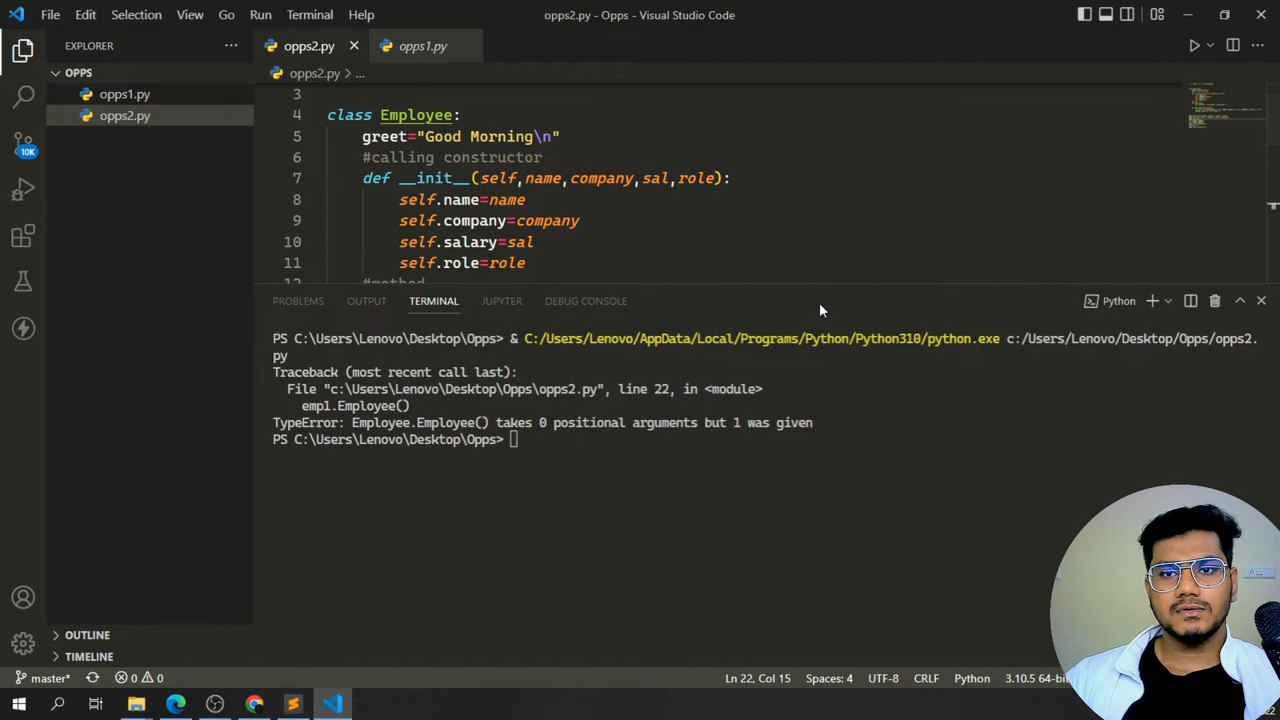 File Edit Selection View Go Run Terminal Help
opps2.py - Opps - Visual Studio Code
EXPLORER
opps2.py
opps1.py
OPPS
opps2.py > ...
opps1.py
opps2.py
3
4 class Employee:
5 greet="Good Morning\n"
6 #calling constructor
7 def __init__(self,name,company,sal,role):
8 self.name=name
9 self.company=company
10 self.salary=sal
11 self.role=role
12 #method
10K
PROBLEMS OUTPUT TERMINAL JUPYTER DEBUG CONSOLE
Python
PS C:\Users\Lenovo\Desktop\Opps> & C:/Users/Lenovo/AppData/Local/Programs/Python/Python310/python.exe c:/Users/Lenovo/Desktop/Opps/opps2.
py
Traceback (most recent call last):
File "c:\Users\Lenovo\Desktop\Opps\opps2.py", line 22, in <module>
emp1.Employee()
TypeError: Employee.Employee() takes 0 positional arguments but 1 was given
PS C:\Users\Lenovo\Desktop\Opps>
OUTLINE
TIMELINE
master* 0 0
Ln 22, Col 15 Spaces: 4 UTF-8 CRLF Python 3.10.5 64-b